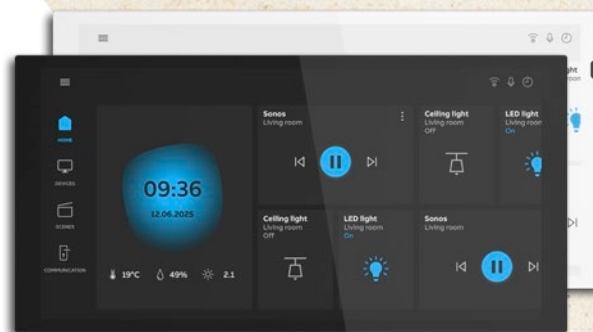 HOME
DEVICES
SCENES
COMMUNICATION
09:36
12.06.2025
19°C
49%
2.1
Sonos
Living room
Ceiling light
Living room
Off
LED light
Living room
On
Ceiling light
Living room
Off
LED light
Living room
On
Sonos
Living room